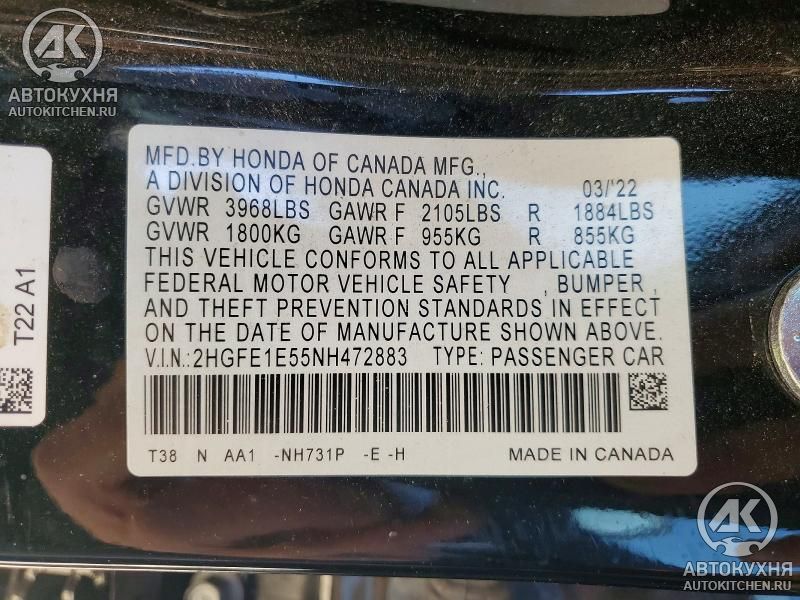 АК
АВТОКУХНЯ
AUTOKITCHEN.RU
T22 A1
MFD.BY HONDA OF CANADA MFG.,
A DIVISION OF HONDA CANADA INC. 03/'22
GVWR 3968LBS GAWR F 2105LBS R 1884LBS
GVWR 1800KG GAWR F 955KG R 855KG
THIS VEHICLE CONFORMS TO ALL APPLICABLE
FEDERAL MOTOR VEHICLE SAFETY , BUMPER ,
AND THEFT PREVENTION STANDARDS IN EFFECT
ON THE DATE OF MANUFACTURE SHOWN ABOVE.
V.I.N.:2HGFE1E55NH472883 TYPE: PASSENGER CAR
T38 N AA1 -NH731P -E -H MADE IN CANADA
АК
АВТОКУХНЯ
AUTOKITCHEN.RU